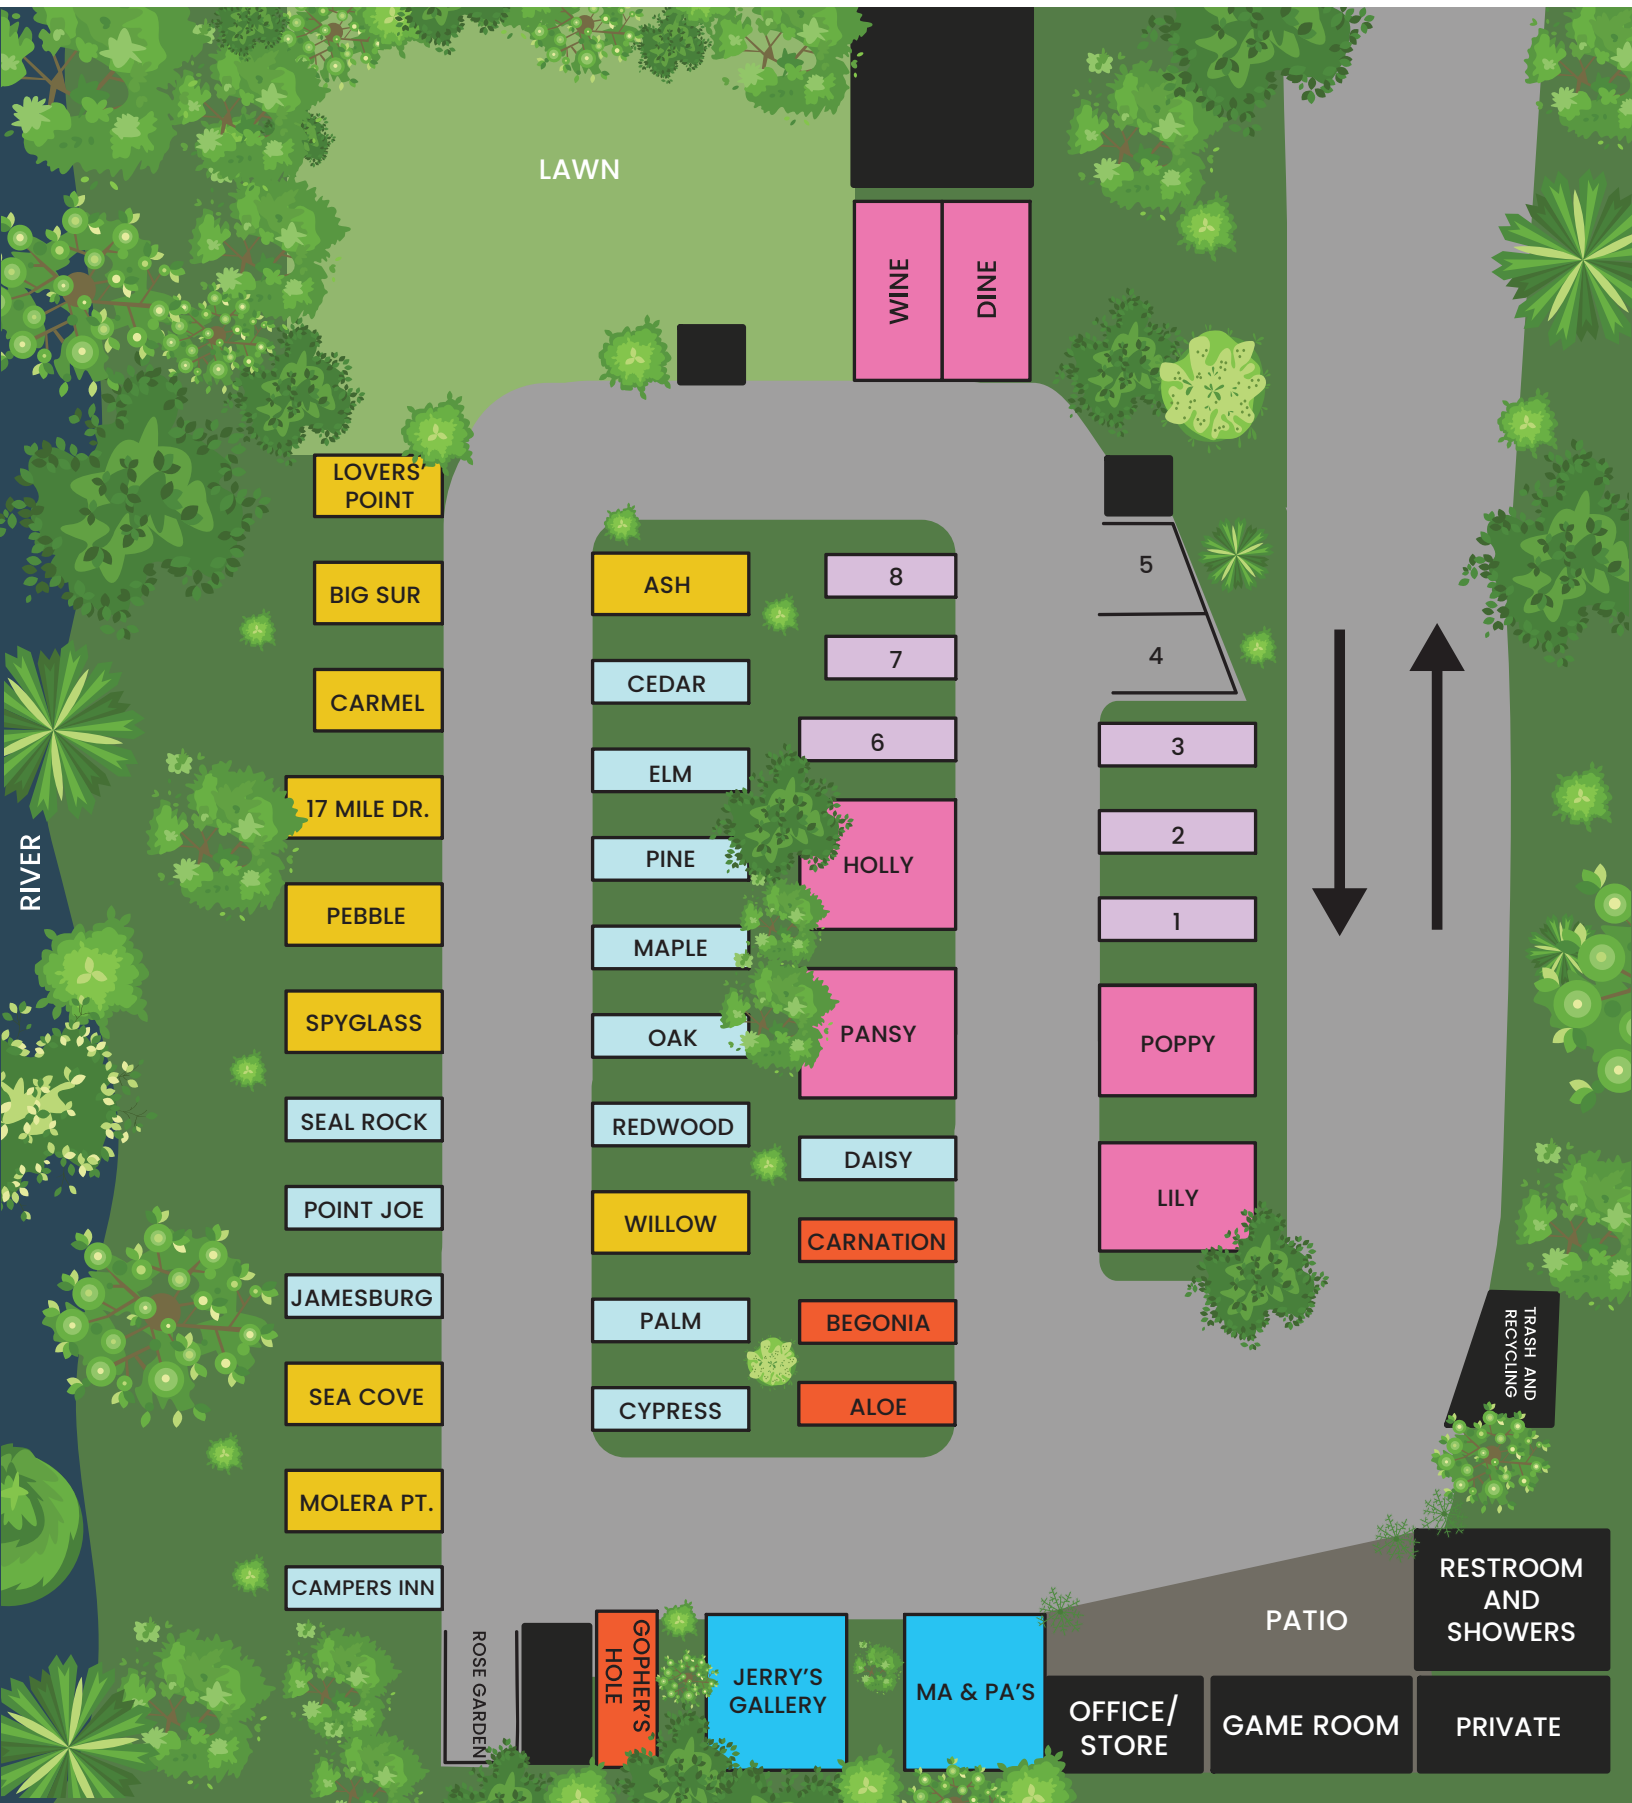 LAWN
WINE
DINE
LOVERS'
POINT
BIG SUR
CARMEL
17 MILE DR.
PEBBLE
SPYGLASS
SEAL ROCK
POINT JOE
JAMESBURG
SEA COVE
MOLERA PT.
CAMPERS INN
RIVER
ASH
CEDAR
ELM
PINE
MAPLE
OAK
REDWOOD
WILLOW
PALM
CYPRESS
8
7
6
HOLLY
PANSY
DAISY
CARNATION
BEGONIA
ALOE
5
4
3
2
1
POPPY
LILY
TRASH AND
RECYCLING
ROSE GARDEN
GOPHER'S
HOLE
JERRY'S
GALLERY
MA & PA'S
PATIO
RESTROOM
AND
SHOWERS
OFFICE/
STORE
GAME ROOM
PRIVATE